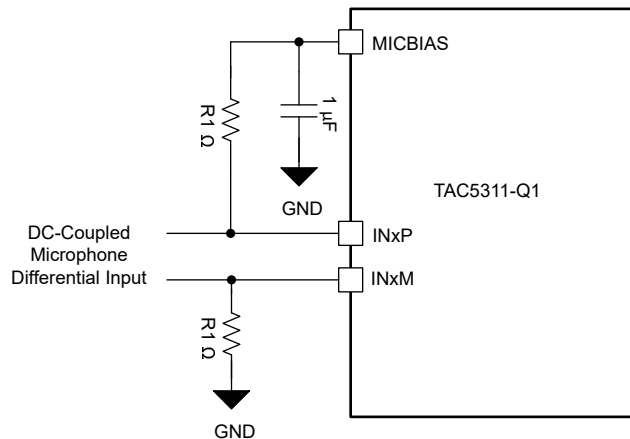 MICBIAS
R1 Ω
1 µF
GND
TAC5311-Q1
DC-Coupled
Microphone
Differential Input
INxP
INxM
R1 Ω
GND